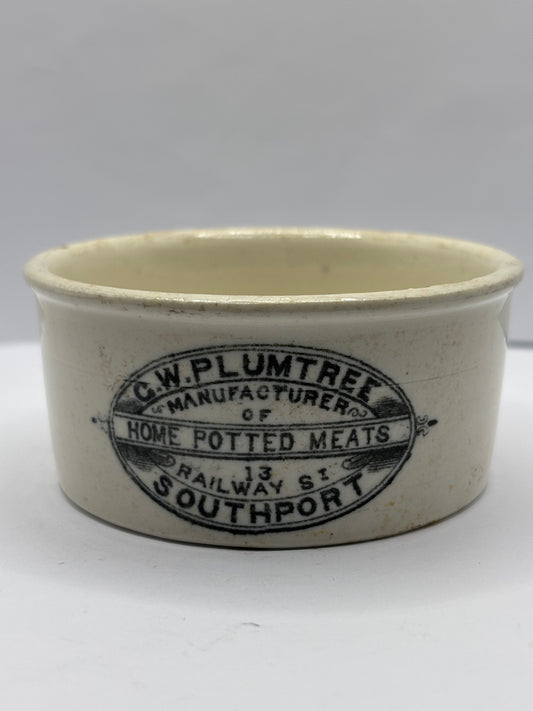 G.W.PLUMTREE
MANUFACTURER
OF
HOME POTTED MEATS
13
RAILWAY ST
SOUTHPORT